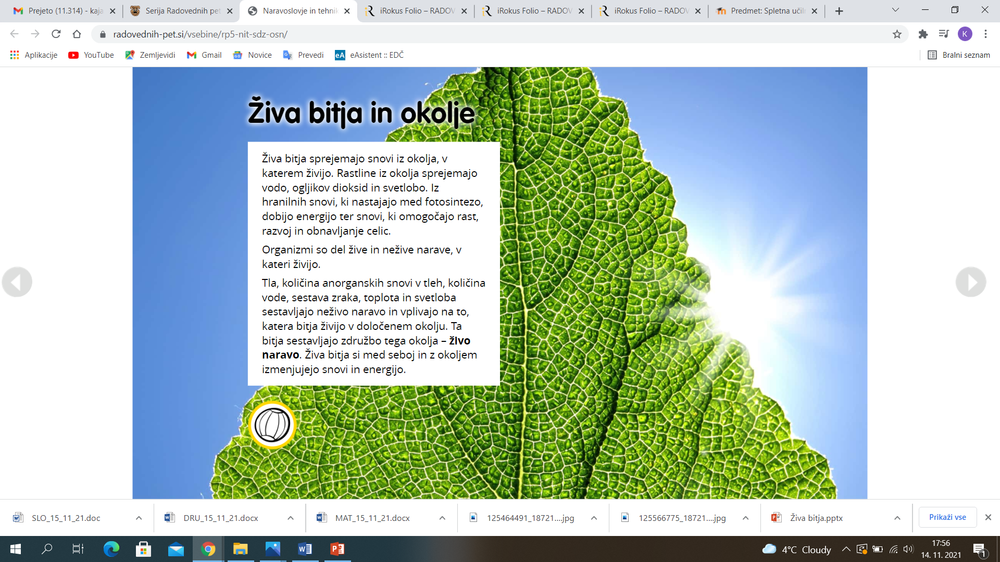 Prejeto (11.314) - kaja
Serija Radovednih pet
Naravoslovje in tehnik
iRokus Folio – RADOV
iRokus Folio – RADOV
iRokus Folio – RADOV
Predmet: Spletna učil
radovednih-pet.si/vsebine/rp5-nit-sdz-osn/
K
Aplikacije
YouTube
Zemljevidi
Gmail
Novice
Prevedi
eA
eAsistent :: EDČ
Bralni seznam
Živa bitja in okolje
Živa bitja sprejemajo snovi iz okolja, v
katerem živijo. Rastline iz okolja sprejemajo
vodo, ogljikov dioksid in svetlobo. Iz
hranilnih snovi, ki nastajajo med fotosintezo,
dobijo energijo ter snovi, ki omogočajo rast,
razvoj in obnavljanje celic.
Organizmi so del žive in nežive narave, v
kateri živijo.
Tla, količina anorganskih snovi v tleh, količina
vode, sestava zraka, toplota in svetloba
sestavljajo neživo naravo in vplivajo na to,
katera bitja živijo v določenem okolju. Ta
bitja sestavljajo združbo tega okolja – živo
naravo. Živa bitja si med seboj in z okoljem
izmenjujejo snovi in energijo.
SLO_15_11_21.doc
DRU_15_11_21.docx
MAT_15_11_21.docx
125464491_18721....jpg
125566775_18721....jpg
Živa bitja.pptx
Prikaži vse
4°C Cloudy
17:56
14. 11. 2021
1